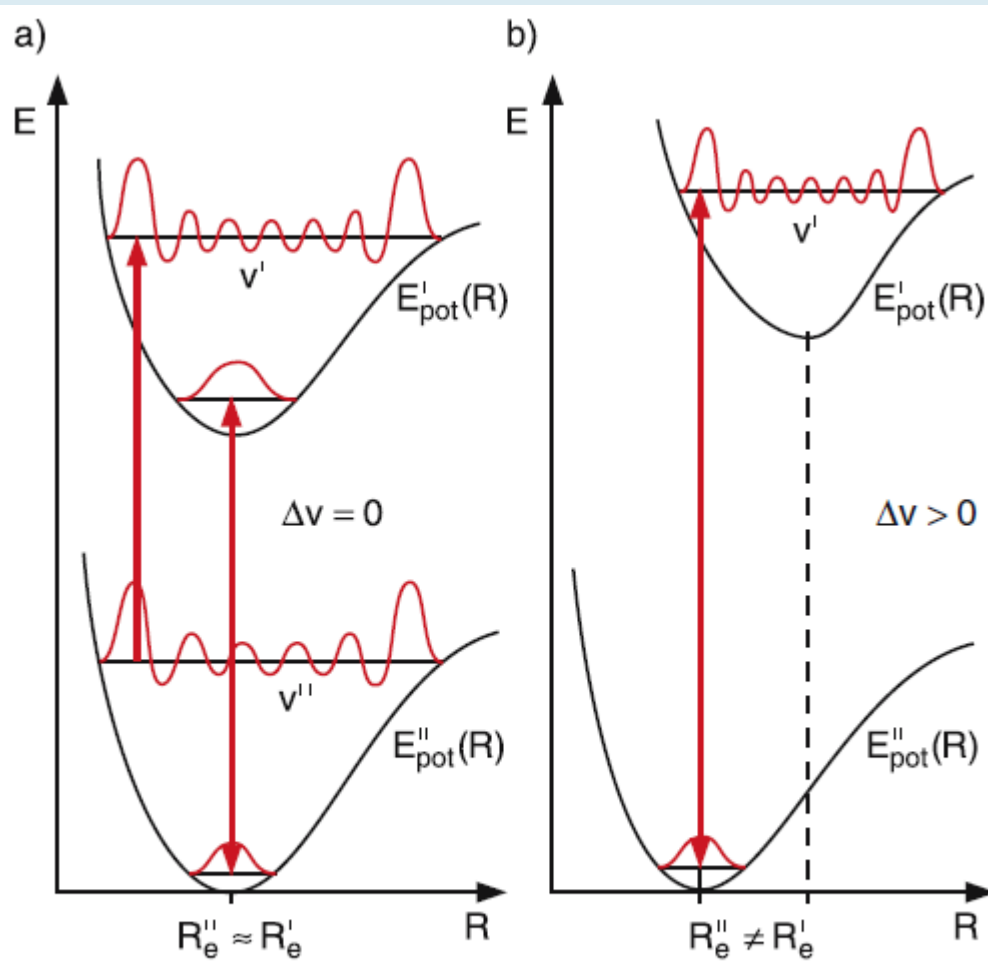 a)
E
v'
E'pot(R)
Δv = 0
v''
E''pot(R)
R
R''e ≈ R'e
b)
E
v'
E'pot(R)
Δv > 0
E''pot(R)
R
R''e ≠ R'e